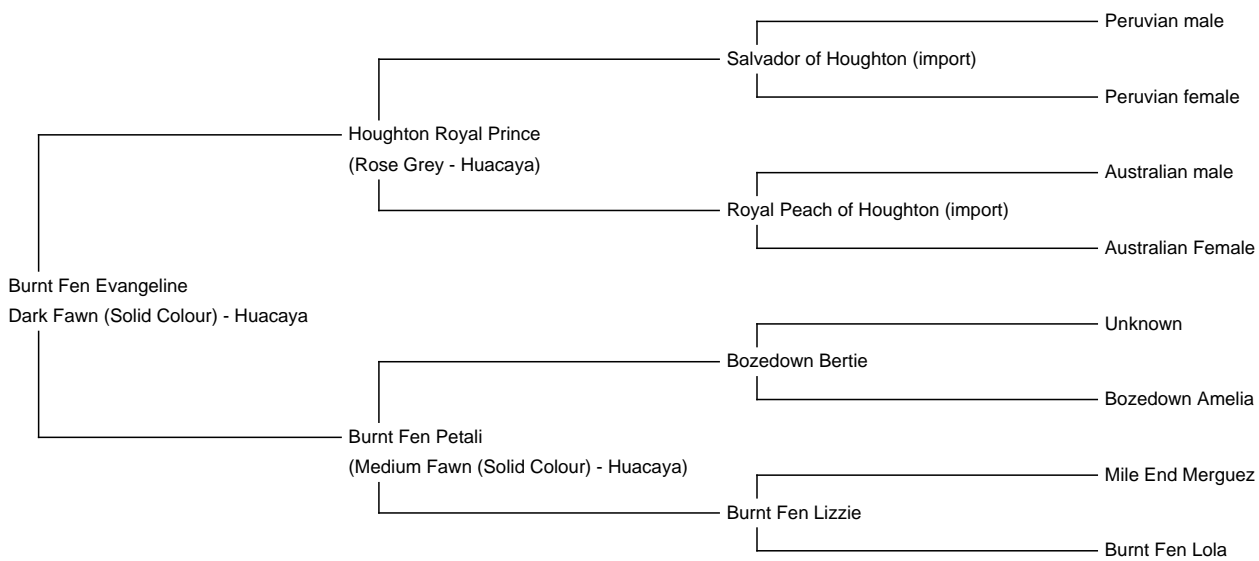 Peruvian male
Salvador of Houghton (import)
Peruvian female
Houghton Royal Prince
(Rose Grey - Huacaya)
Australian male
Royal Peach of Houghton (import)
Australian Female
Burnt Fen Evangeline
Dark Fawn (Solid Colour) - Huacaya
Unknown
Bozedown Bertie
Bozedown Amelia
Burnt Fen Petali
(Medium Fawn (Solid Colour) - Huacaya)
Mile End Merguez
Burnt Fen Lizzie
Burnt Fen Lola